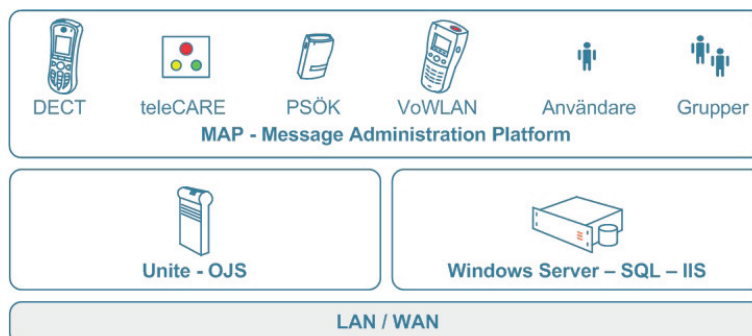 DECT teleCARE PSÖK VoWLAN Användare Grupper
MAP - Message Administration Platform
Unite - OJS Windows Server – SQL – IIS
LAN / WAN